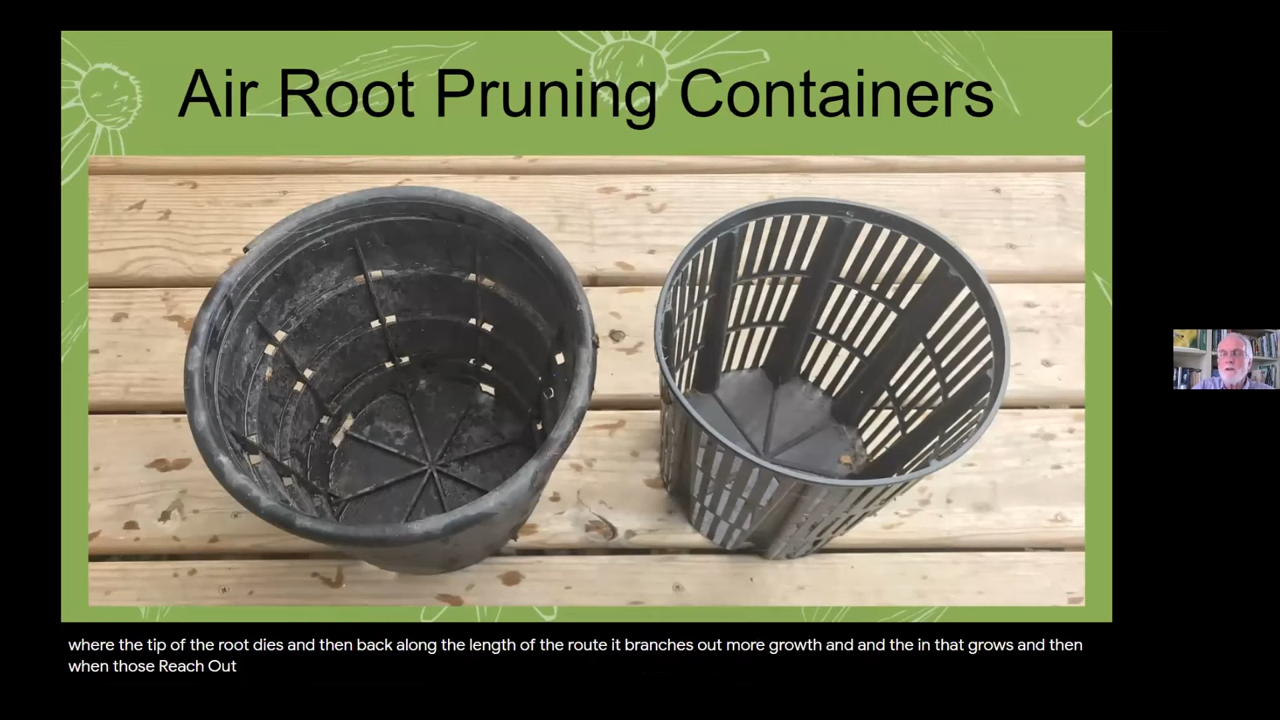 Air Root Pruning Containers
where the tip of the root dies and then back along the length of the route it branches out more growth and and the in that grows and then
when those Reach Out